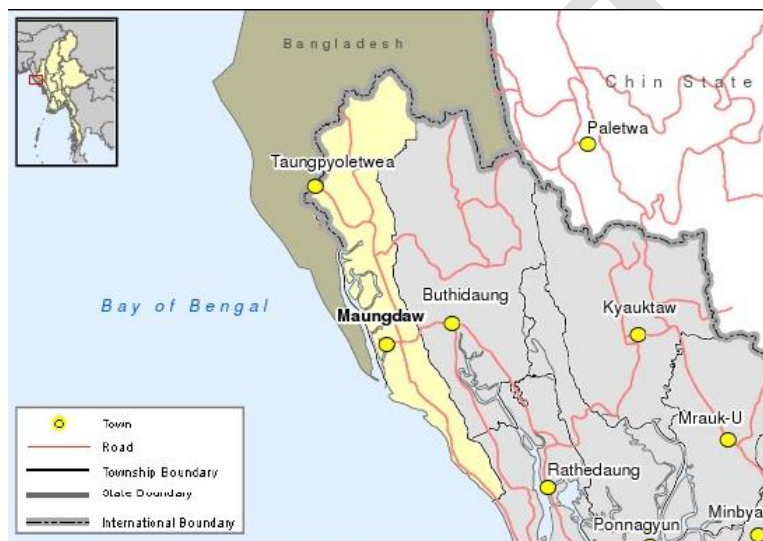 Bangladesh
Chin State
Paletwa
Taungpyoletwea
Bay of Bengal
Buthidaung
Maungdaw
Kyauktaw
Mrauk-U
Rathedaung
Ponnagyun
Minbya
Town
Road
Township Boundary
State Boundary
International Boundary